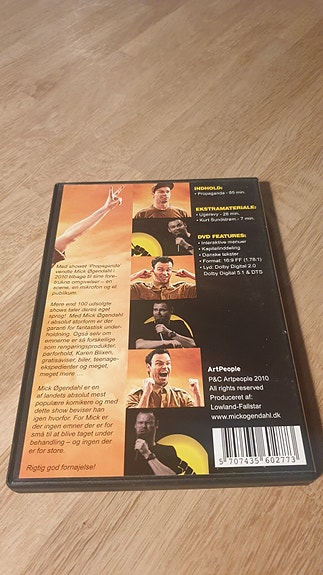 Med showet 'Propaganda'
vendte Mick Øgendahl i
2010 tilbage til sine fore-
trukne omgivelser – en
scene, en mikrofon og et
publikum.
Mere end 100 udsolgte
shows taler deres eget
sprog! Med Mick Øgendahl
i absolut storform er der
garanti for fantastisk under-
holdning. Også selv om
emnerne er så forskellige
som rengøringsprodukter,
parforhold, Karen Blixen,
graviditet, biler, teenage-
ekspedienter og meget,
meget mere ...
Mick Øgendahl er en
af landets absolut mest
populære komikere og med
dette show beviser han
igen hvorfor. For Mick er
der ingen emner der er for
små til at blive taget under
behandling – og ingen der
er for store.
Rigtig god fornøjelse!
INDHOLD:
• Propaganda - 85 min.
EKSTRAMATERIALE:
• Ugerevy - 28 min.
• Kurt Sundstrøm - 7 min.
DVD FEATURES:
• Interaktive menuer
• Kapitelinddeling
• Danske tekster
• Format: 16:9 FF (1.78:1)
• Lyd: Dolby Digital 2.0
Dolby Digital 5.1 & DTS
ArtPeople
P&C Artpeople 2010
All rights reserved
Produceret af:
Lowland-Fallstar
www.mickogendahl.dk
5 707435 602773